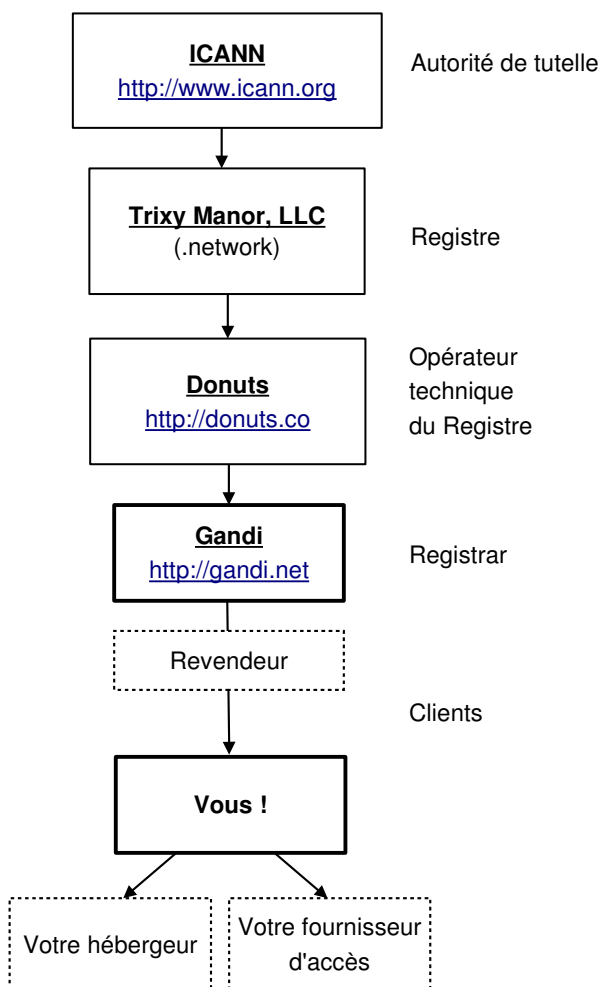 ICANN
http://www.icann.org
Autorité de tutelle
Trixy Manor, LLC
(.network)
Registre
Donuts
http://donuts.co
Opérateur
technique
du Registre
Gandi
http://gandi.net
Registrar
Revendeur
Clients
Vous !
Votre hébergeur
Votre fournisseur
d'accès